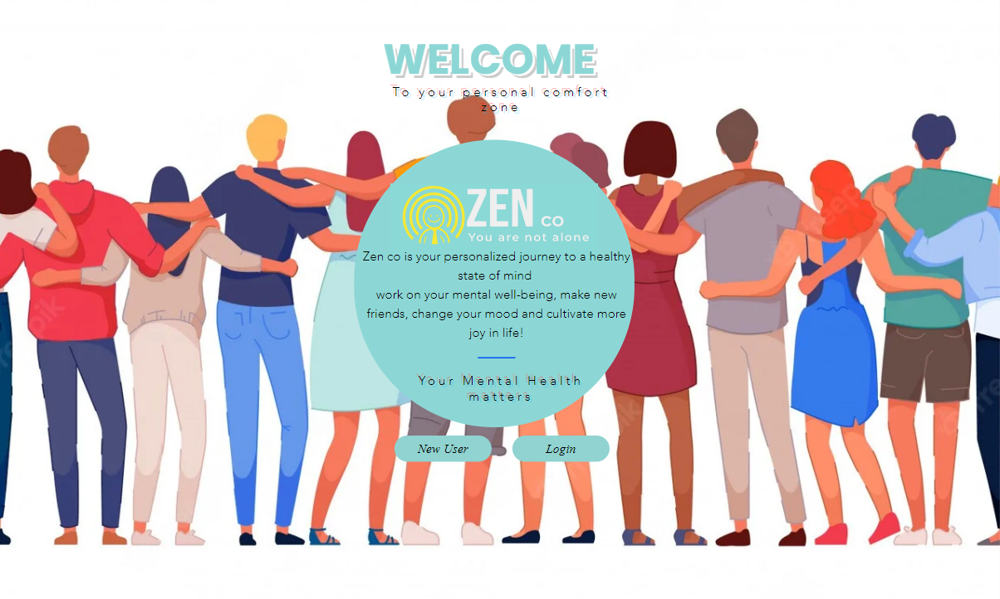 WELCOME
To your personal comfort
zone
ZEN co
You are not alone
Zen co is your personalized journey to a healthy
state of mind
work on your mental well-being, make new
friends, change your mood and cultivate more
joy in life!
Your Mental Health
matters
New User
Login